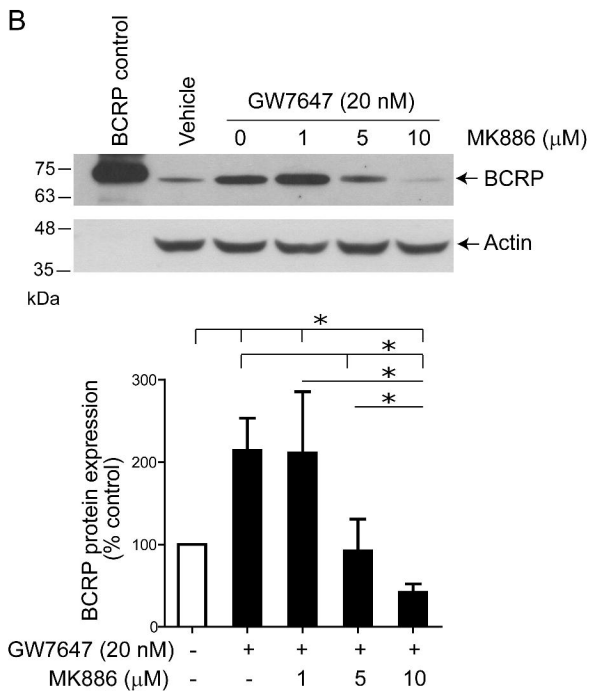 B
BCRP control
Vehicle
GW7647 (20 nM)
0 1 5 10 MK886 (μM)
75
63
BCRP
48
35
Actin
kDa
*
*
*
*
BCRP protein expression
(% control)
300
200
100
0
GW7647 (20 nM) - + + + +
MK886 (μM) - - 1 5 10